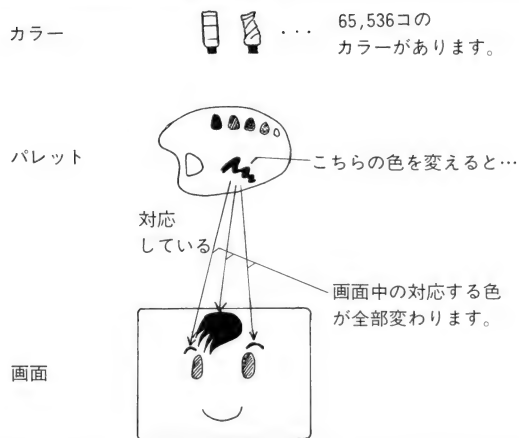 カラー
・・・
65,536コの
カラーがあります。
パレット
こちらの色を変えると…
対応
している
画面中の対応する色
が全部変わります。
画面